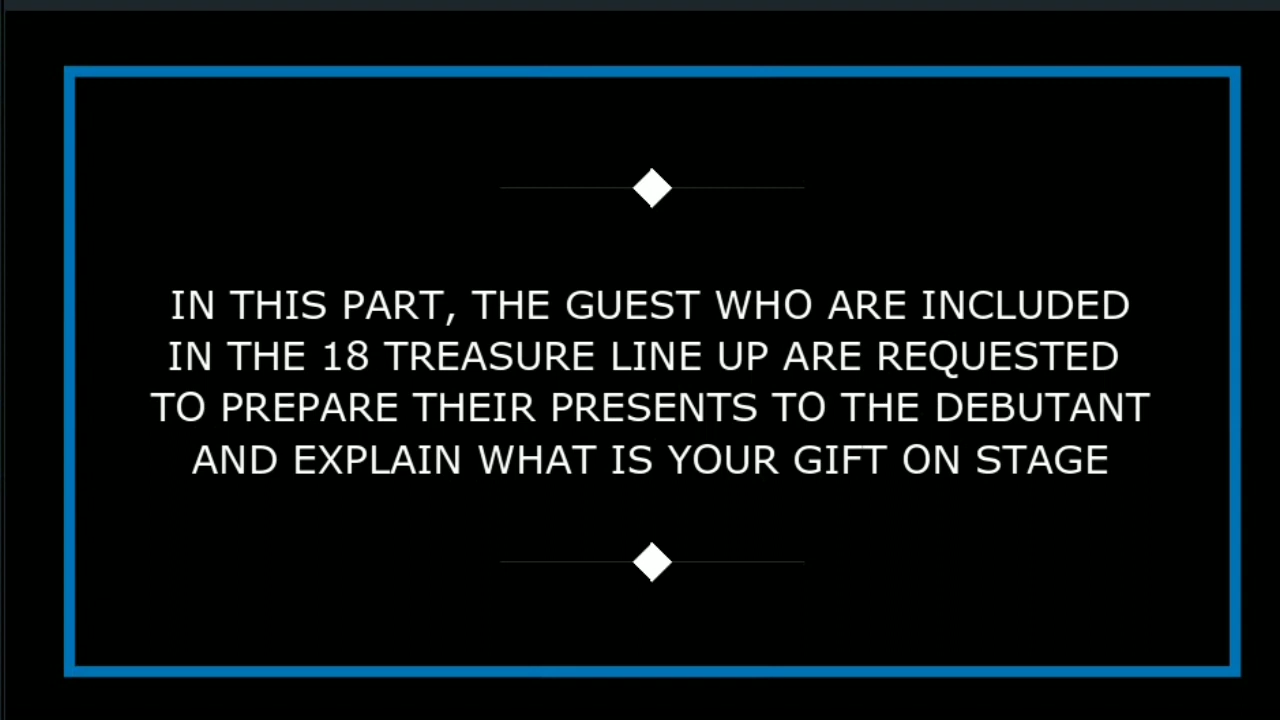 IN THIS PART, THE GUEST WHO ARE INCLUDED
IN THE 18 TREASURE LINE UP ARE REQUESTED
TO PREPARE THEIR PRESENTS TO THE DEBUTANT
AND EXPLAIN WHAT IS YOUR GIFT ON STAGE